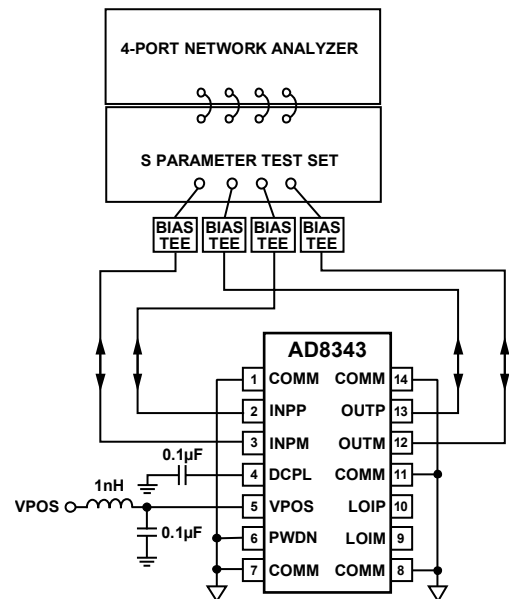 4-PORT NETWORK ANALYZER
S PARAMETER TEST SET
BIAS TEE
BIAS TEE
BIAS TEE
BIAS TEE
AD8343
1 COMM COMM 14
2 INPP OUTP 13
3 INPM OUTM 12
0.1µF
4 DCPL COMM 11
1nH
VPOS
5 VPOS LOIP 10
0.1µF
6 PWDN LOIM 9
7 COMM COMM 8